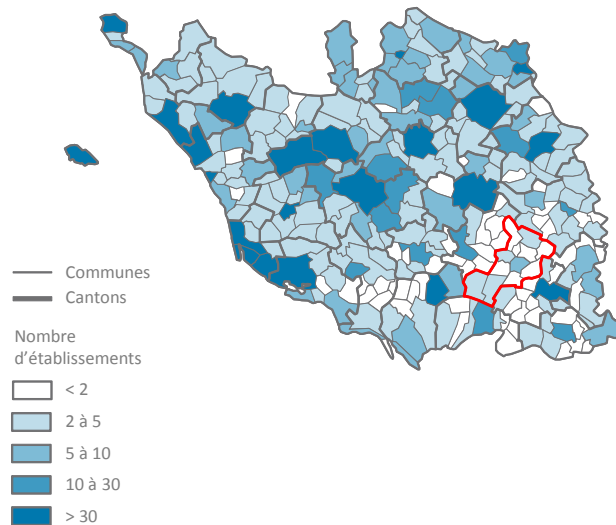 Communes
Cantons
Nombre
d'établissements
< 2
2 à 5
5 à 10
10 à 30
> 30